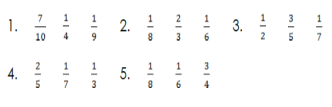 1. 7/10 1/4 1/9 2. 1/8 2/3 1/6 3. 1/2 3/5 1/7
4. 2/5 1/7 1/3 5. 1/8 1/6 3/4